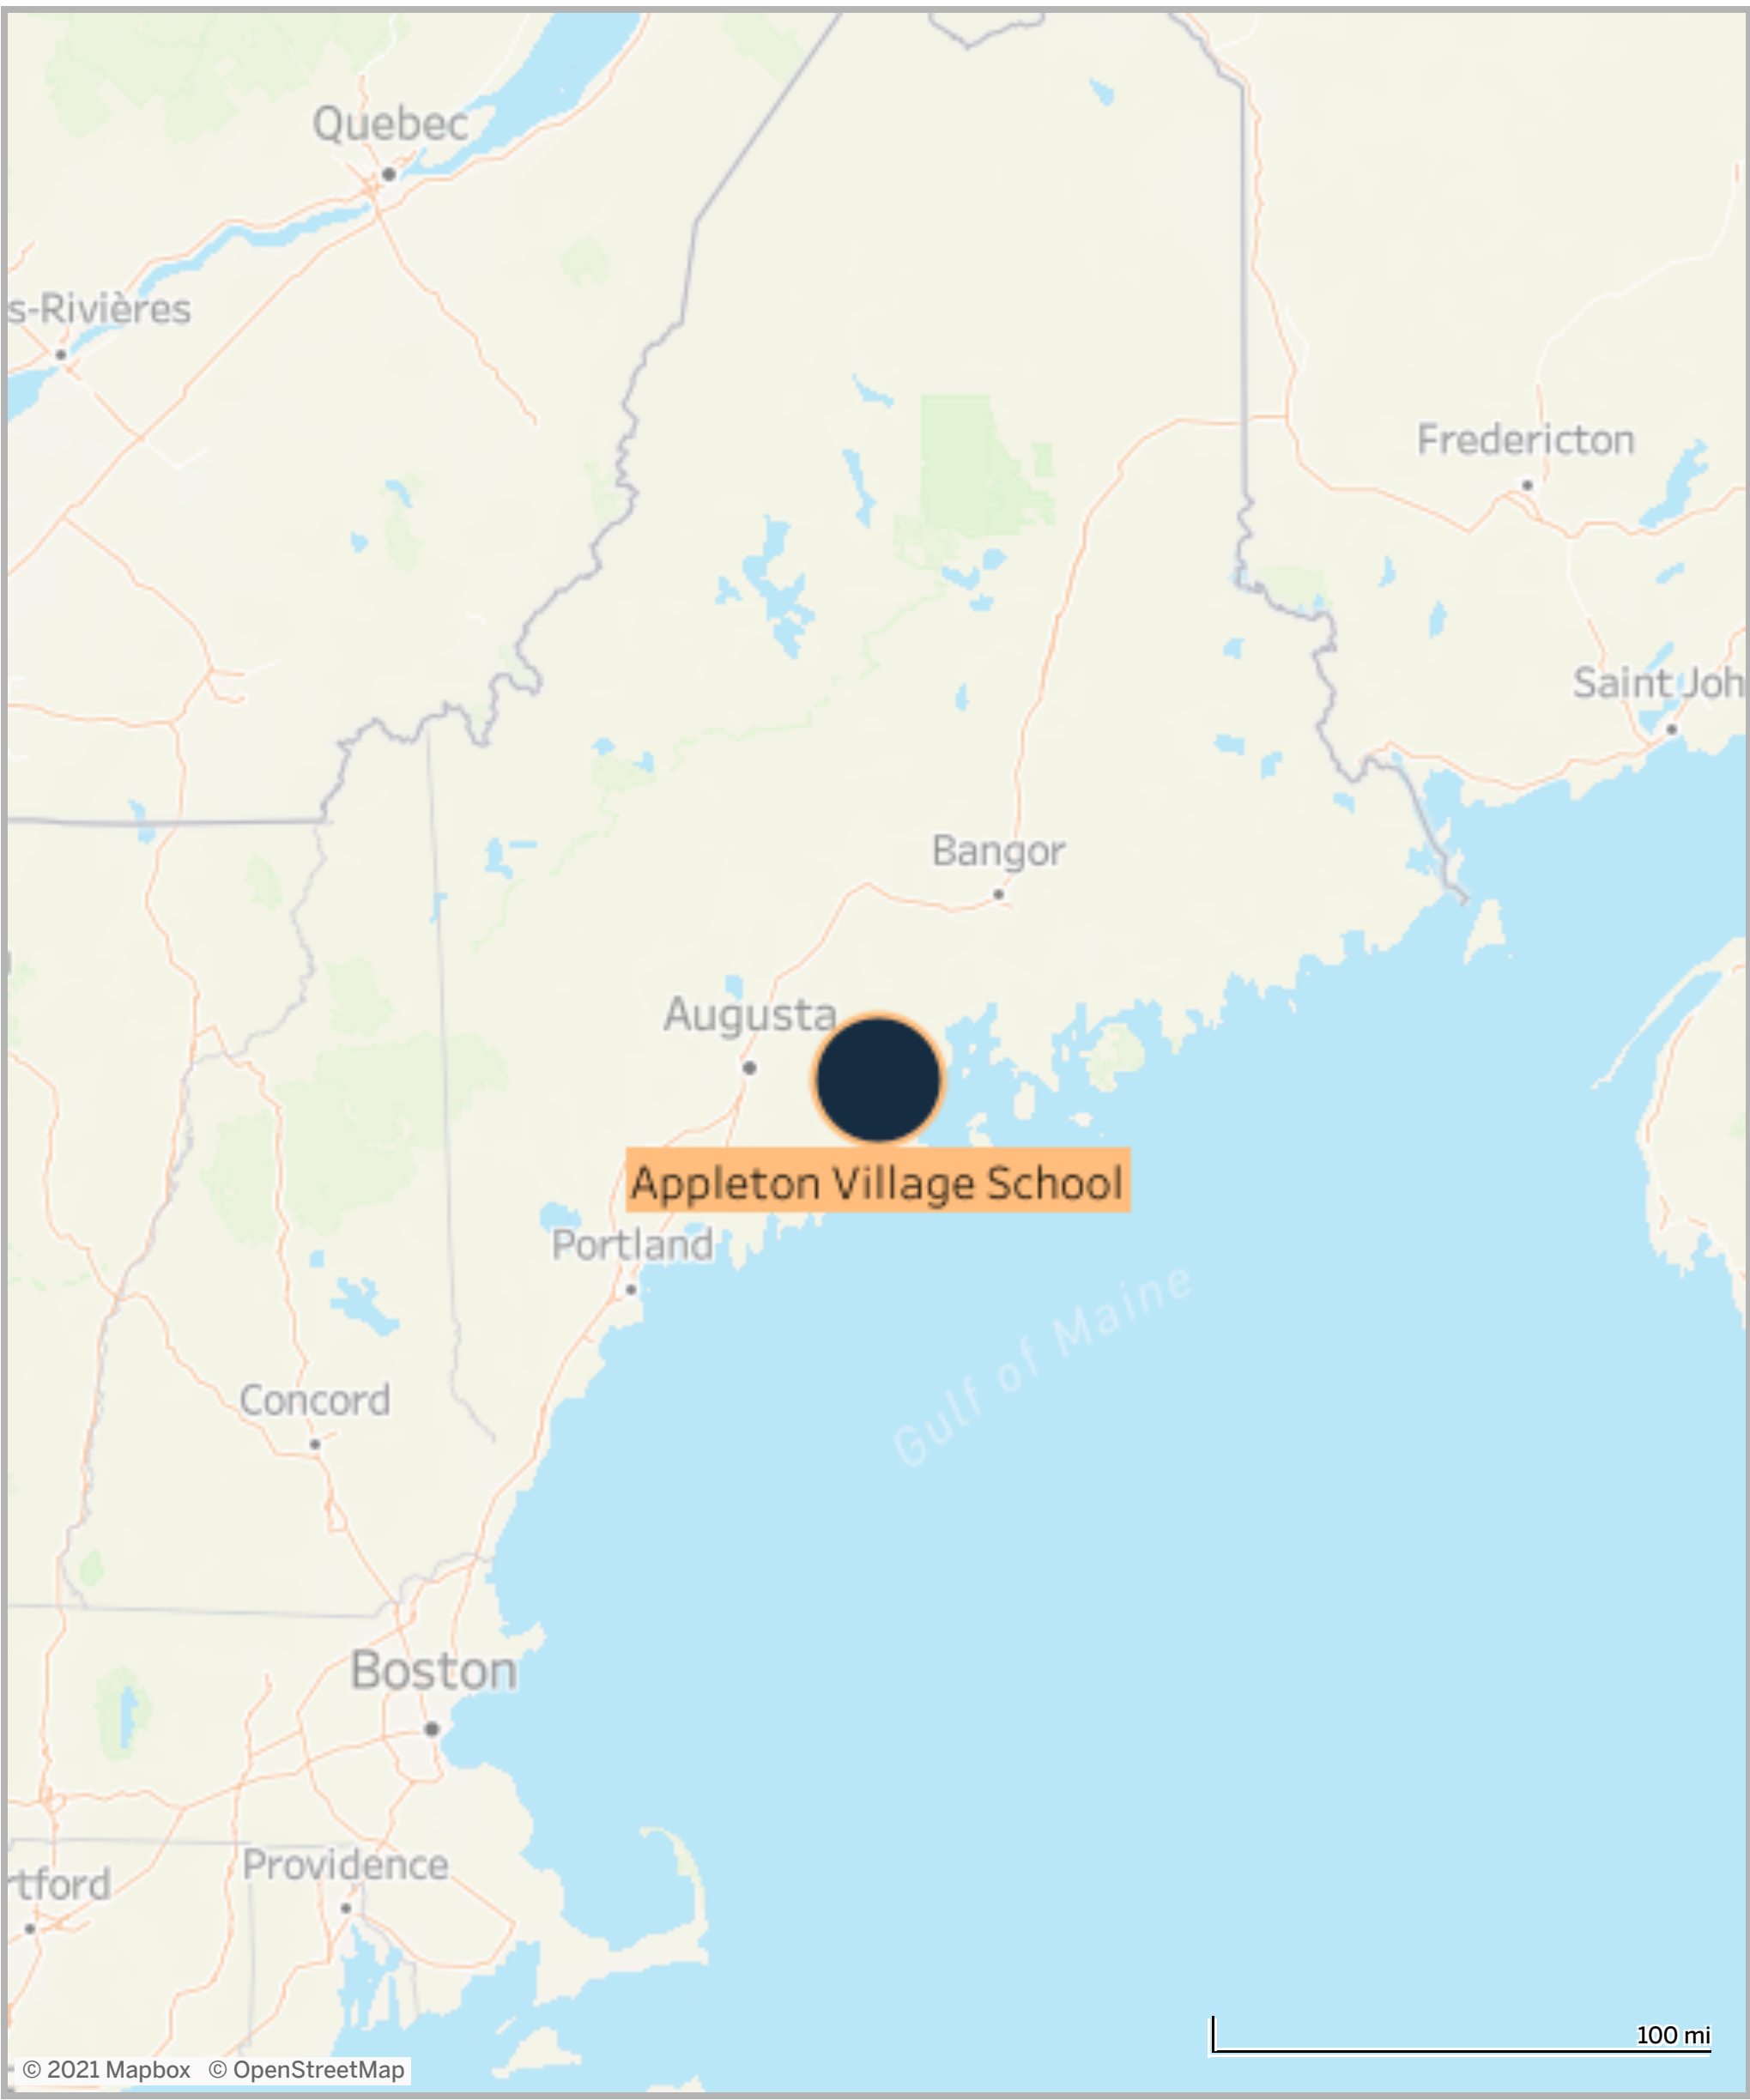 Quebec
s-Rivières
Fredericton
Saint Joh
Bangor
Augusta
Appleton Village School
Portland
Gulf of Maine
Concord
Boston
Providence
rtford
100 mi
© 2021 Mapbox © OpenStreetMap